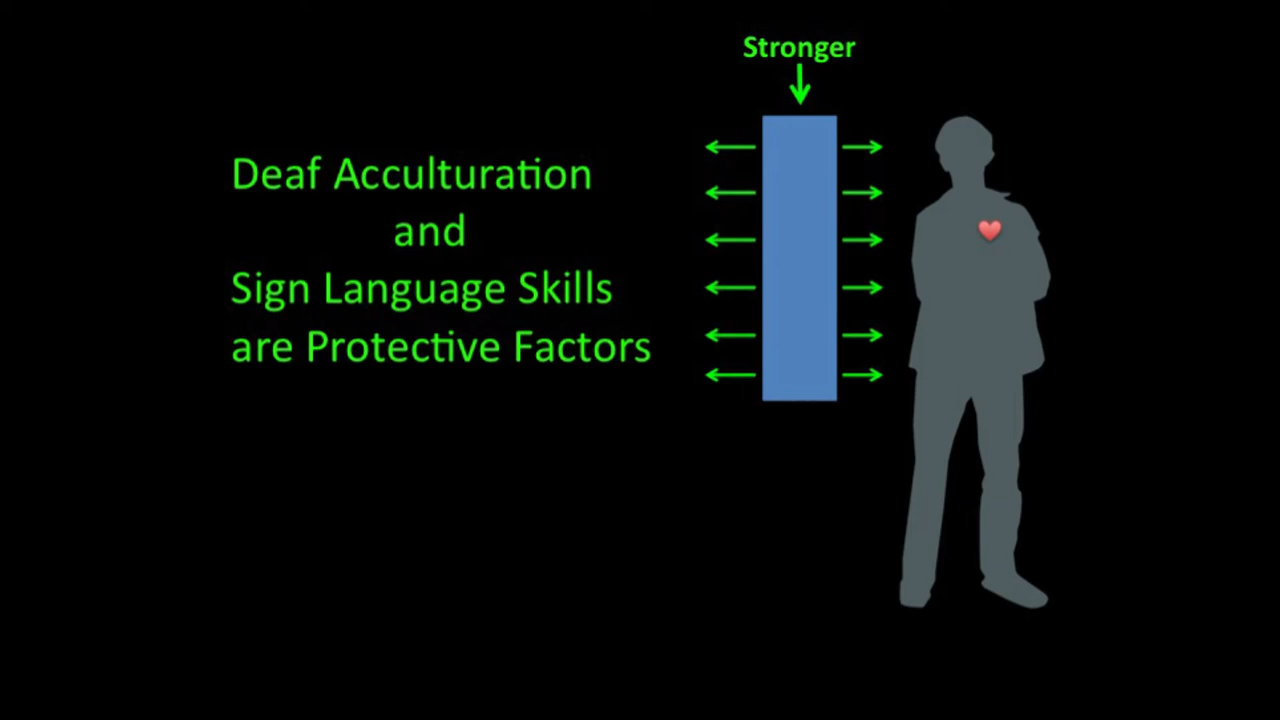 Stronger
Deaf Acculturation
and
Sign Language Skills
are Protective Factors